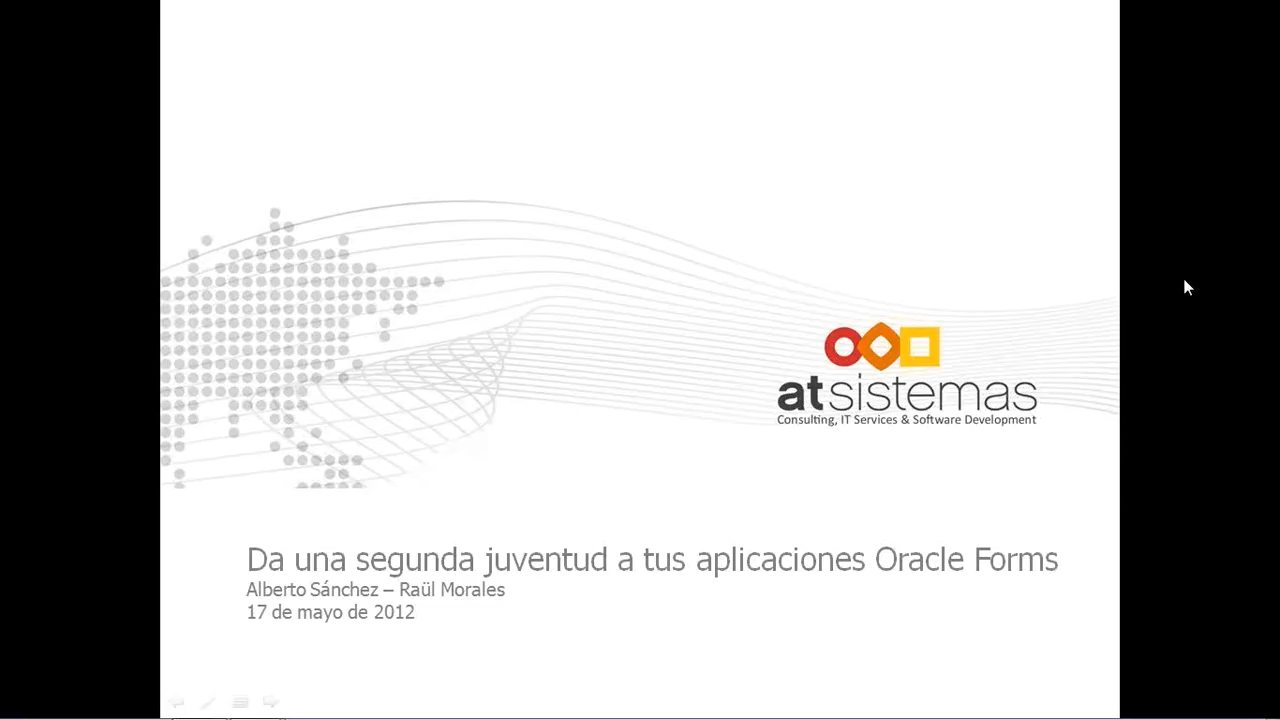 atsistemas
Consulting, IT Services & Software Development
Da una segunda juventud a tus aplicaciones Oracle Forms
Alberto Sánchez – Raül Morales
17 de mayo de 2012